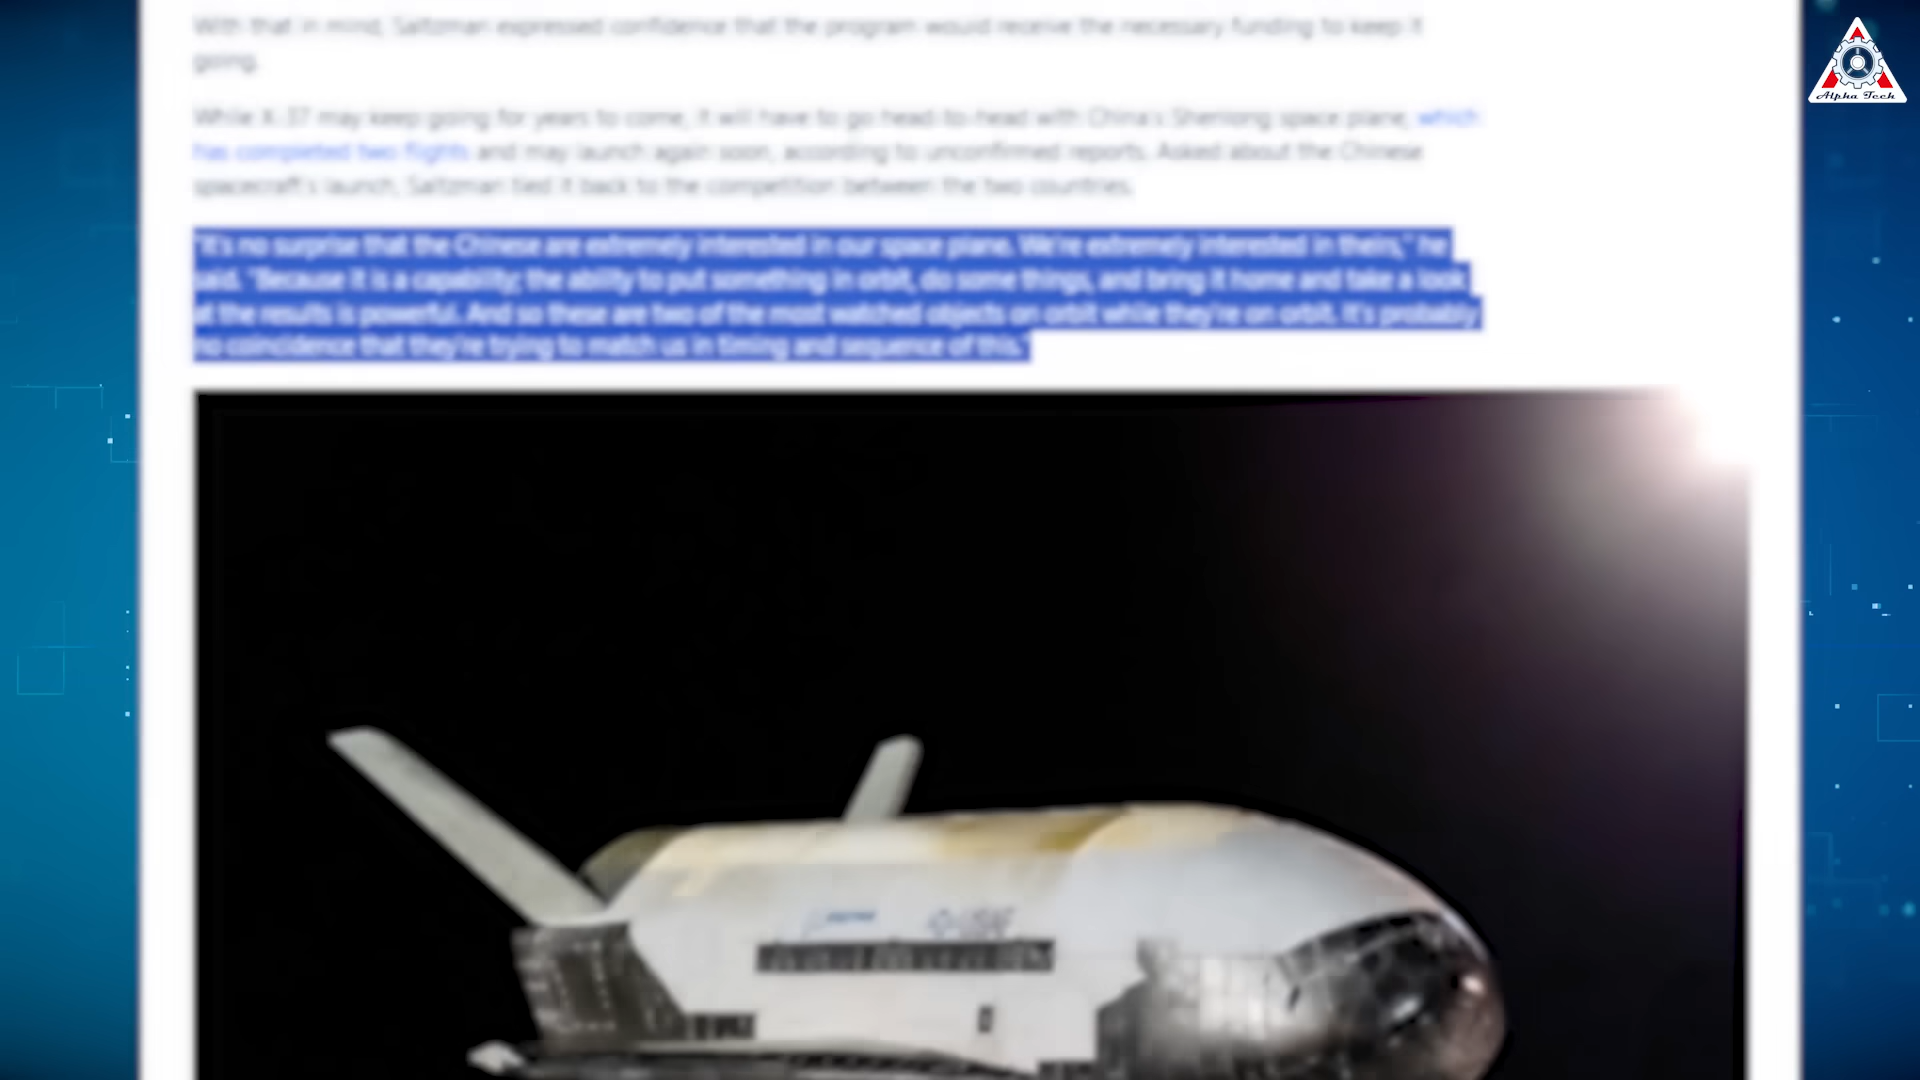 With that in mind, Saltzman expressed confidence that the program would receive the necessary funding to keep it
going.
While X-37 may keep going for years to come, it will have to go head-to-head with China's Shenlong space plane, which
has completed two flights and may launch again soon, according to unconfirmed reports. Asked about the Chinese
spacecraft's launch, Saltzman tied it back to the competition between the two countries.
"It's no surprise that the Chinese are extremely interested in our space plane. We're extremely interested in theirs," he
said. "Because it is a capability; the ability to put something in orbit, do some things, and bring it home and take a look
at the results is powerful. And so these are two of the most watched objects on orbit while they're on orbit. It's probably
no coincidence that they're trying to match us in timing and sequence of this."
Alpha Tech